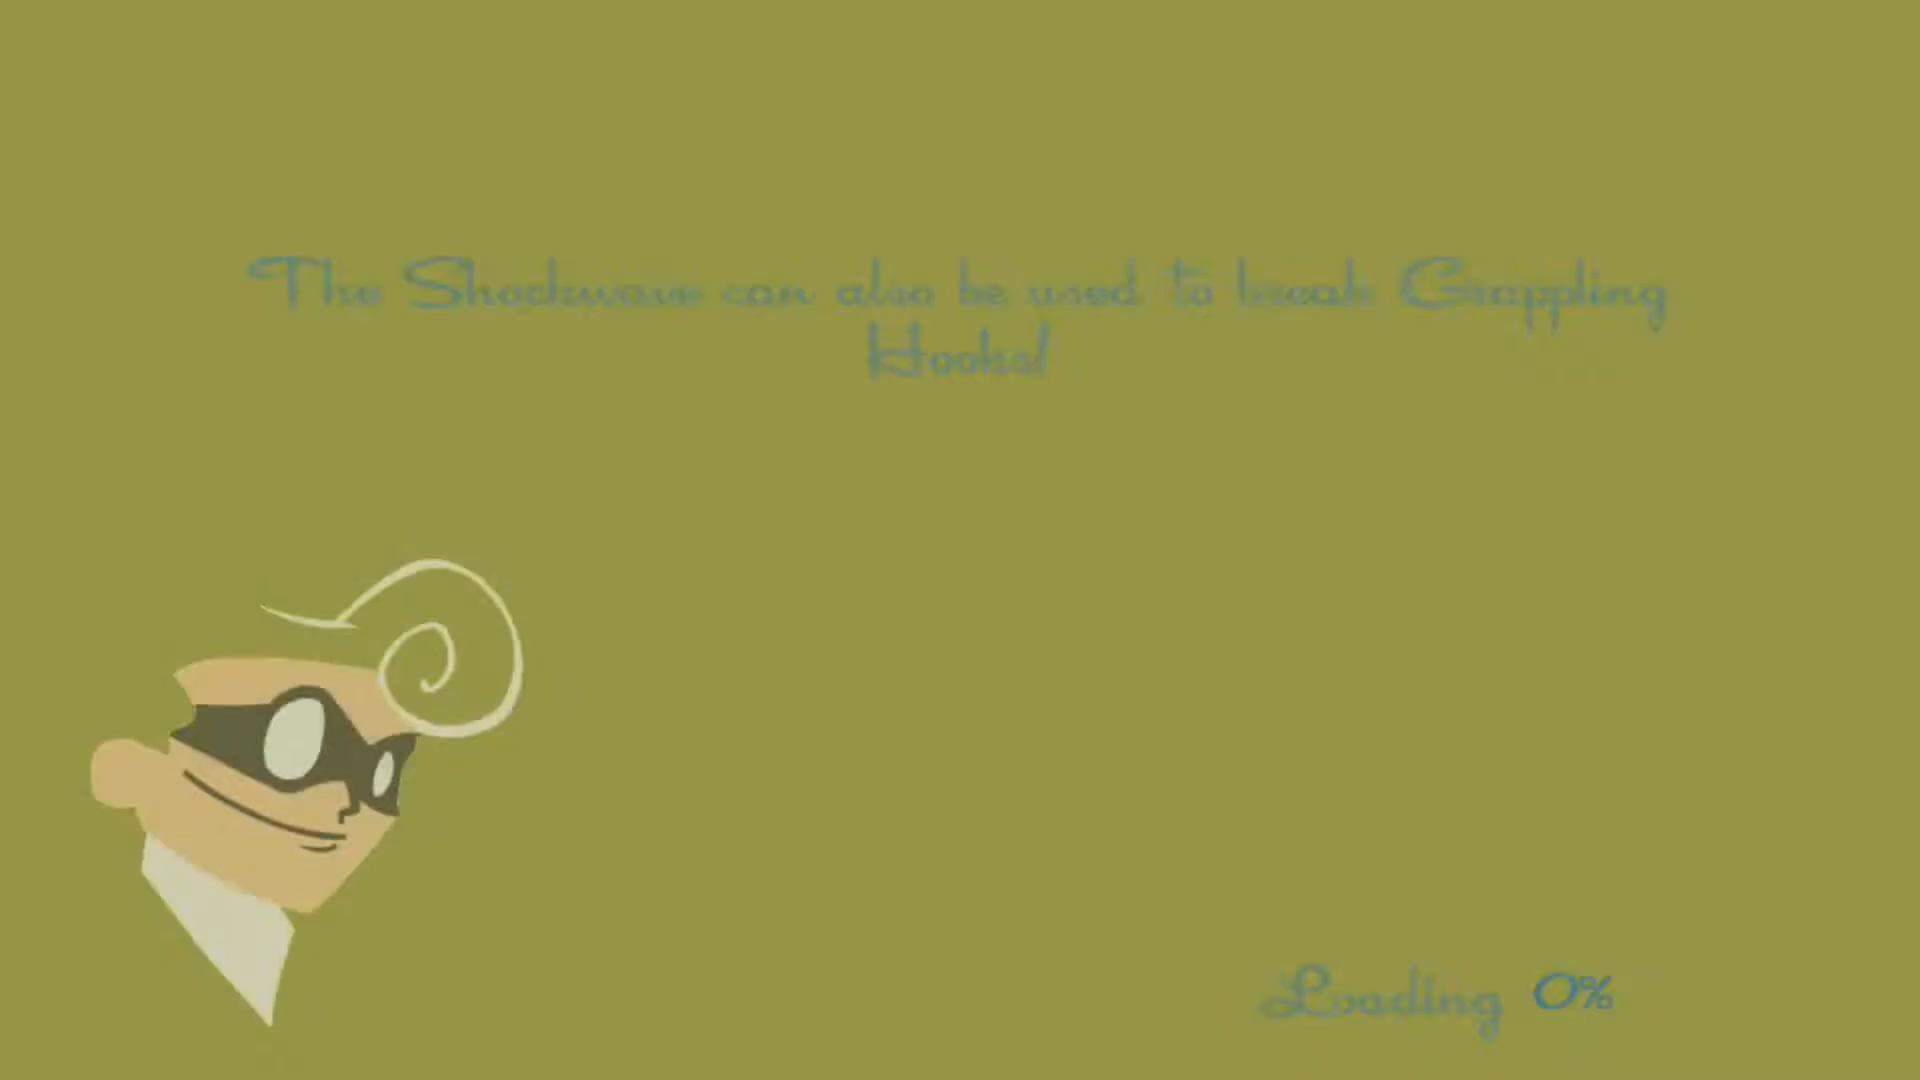 The Shockwave can also be used to break Grappling
Hooks!
Loading 0%